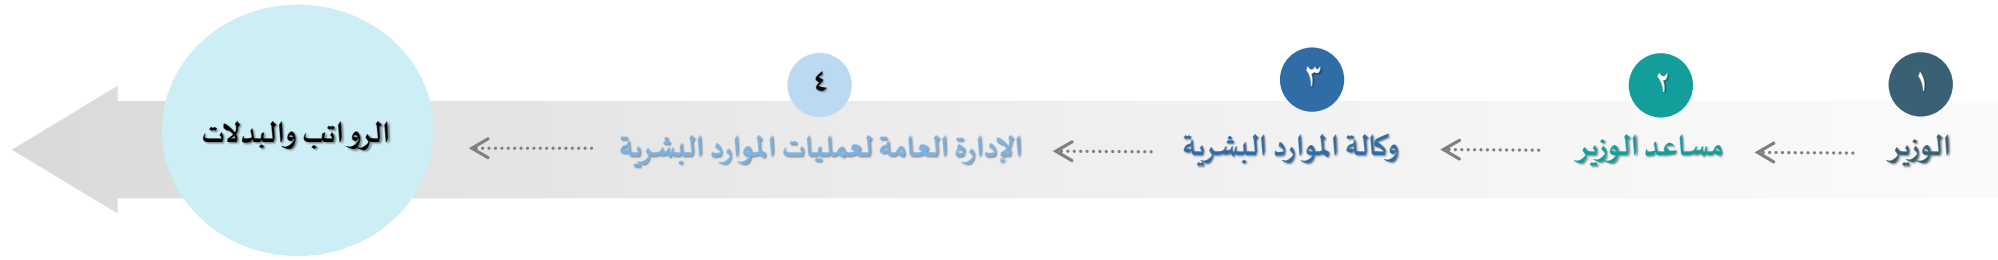 ١
الوزير
٢
مساعد الوزير
٣
وكالة الموارد البشرية
٤
الإدارة العامة لعمليات الموارد البشرية
الرواتب والبدلات